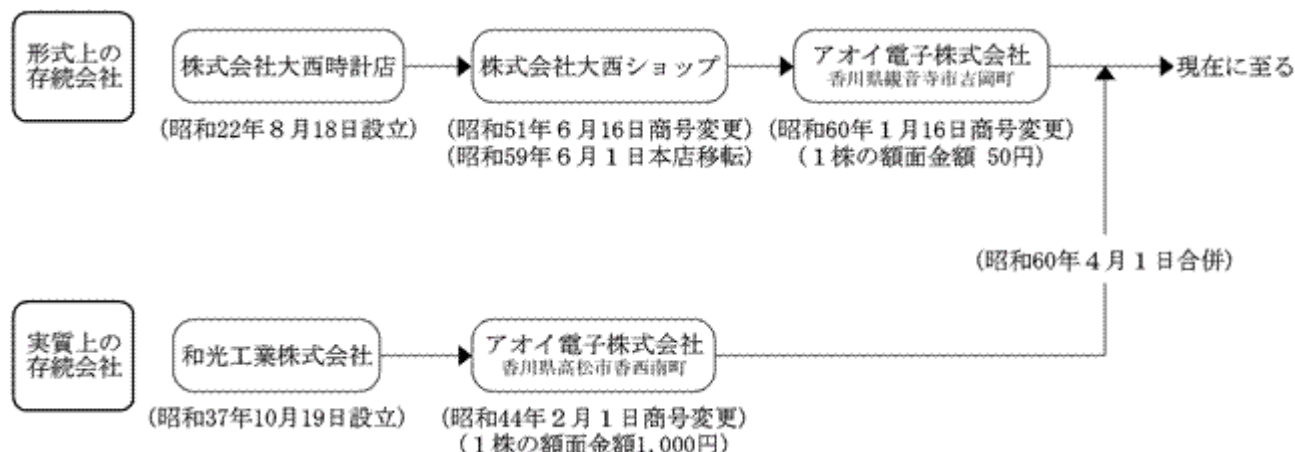 形式上の
存続会社
株式会社大西時計店
株式会社大西ショップ
アオイ電子株式会社
香川県観音寺市吉岡町
現在に至る
(昭和22年8月18日設立)
(昭和51年6月16日商号変更)
(昭和59年6月1日本店移転)
(昭和60年1月16日商号変更)
(1株の額面金額 50円)
(昭和60年4月1日合併)
実質上の
存続会社
和光工業株式会社
アオイ電子株式会社
香川県高松市香西南町
(昭和37年10月19日設立)
(昭和44年2月1日商号変更)
(1株の額面金額1,000円)